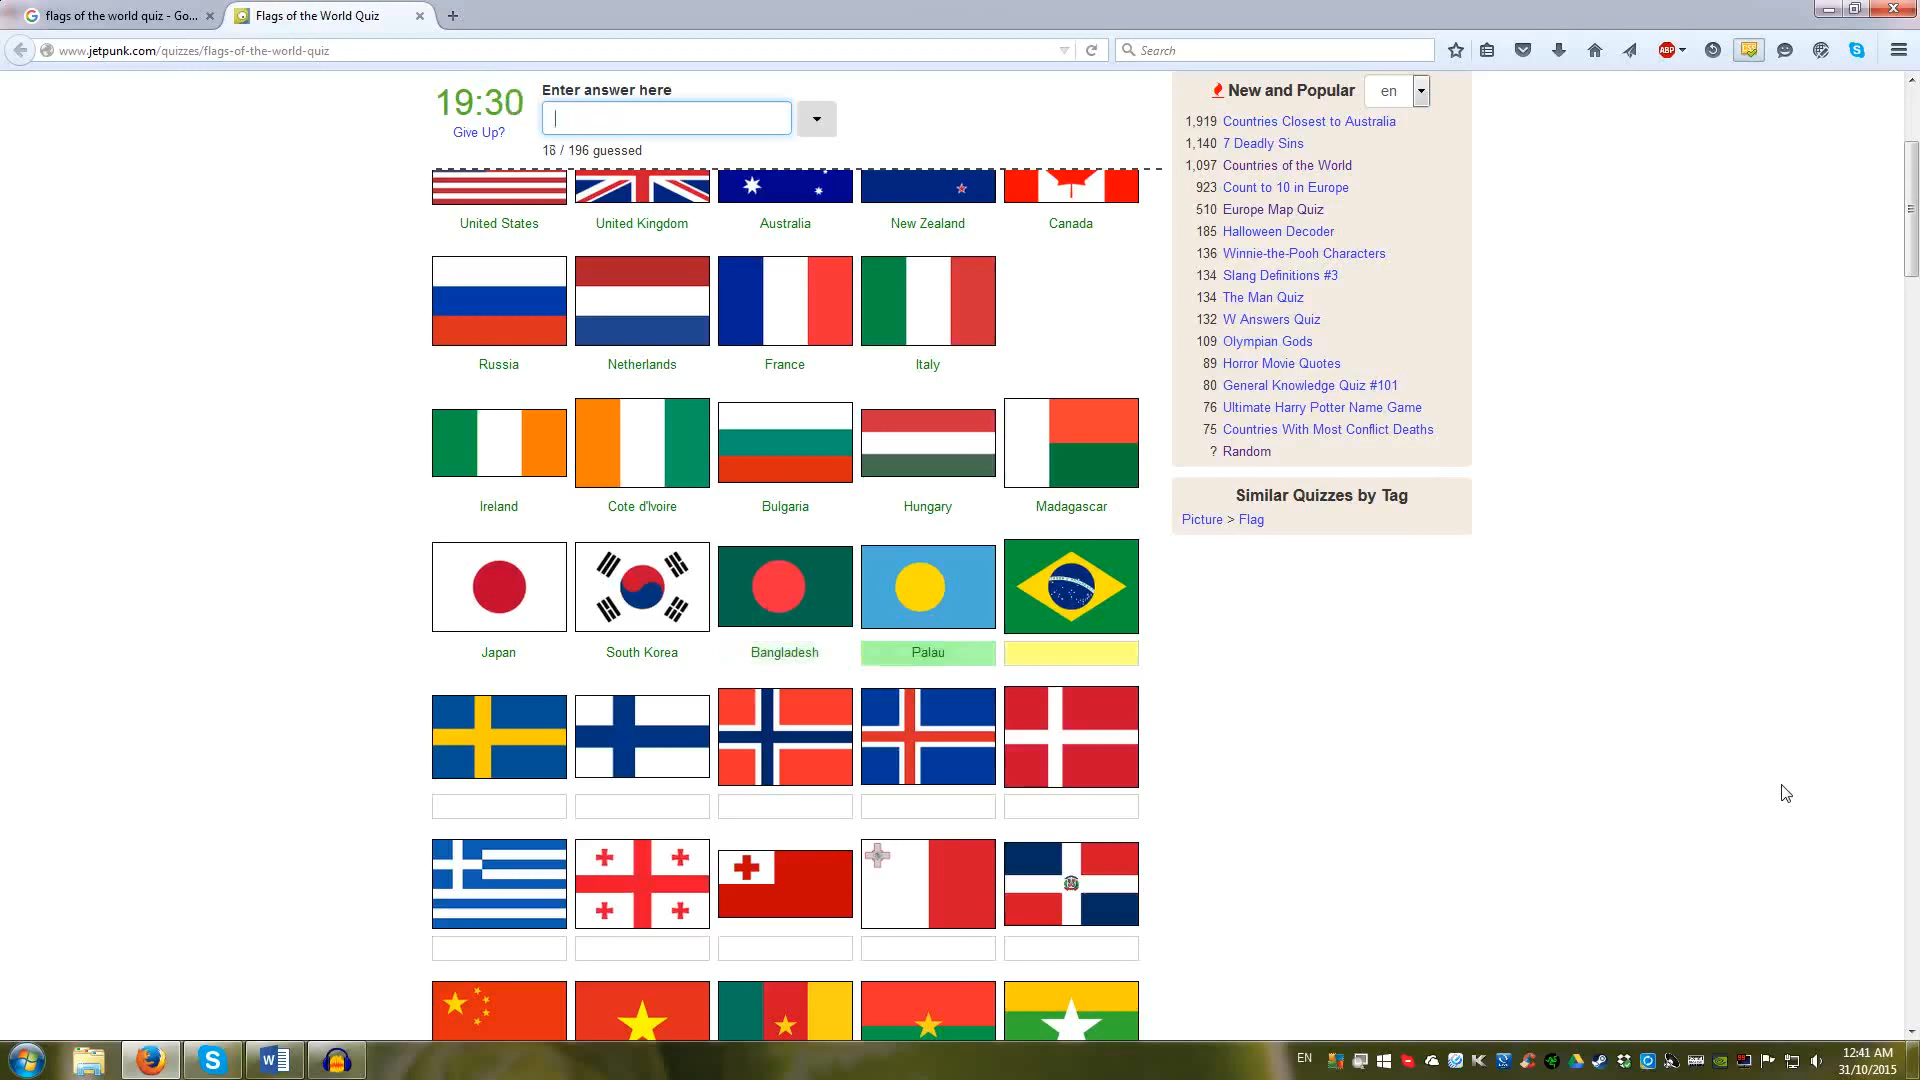 flags of the world quiz - Go...
Flags of the World Quiz
www.jetpunk.com/quizzes/flags-of-the-world-quiz
Search
ABP
19:30
Give Up?
Enter answer here
18 / 196 guessed
United States
United Kingdom
Australia
New Zealand
Canada
Russia
Netherlands
France
Italy
Ireland
Cote d'Ivoire
Bulgaria
Hungary
Madagascar
Japan
South Korea
Bangladesh
Palau
New and Popular
en
1,919 Countries Closest to Australia
1,140 7 Deadly Sins
1,097 Countries of the World
923 Count to 10 in Europe
510 Europe Map Quiz
185 Halloween Decoder
136 Winnie-the-Pooh Characters
134 Slang Definitions #3
134 The Man Quiz
132 W Answers Quiz
109 Olympian Gods
89 Horror Movie Quotes
80 General Knowledge Quiz #101
76 Ultimate Harry Potter Name Game
75 Countries With Most Conflict Deaths
? Random
Similar Quizzes by Tag
Picture > Flag
EN
12:41 AM
31/10/2015